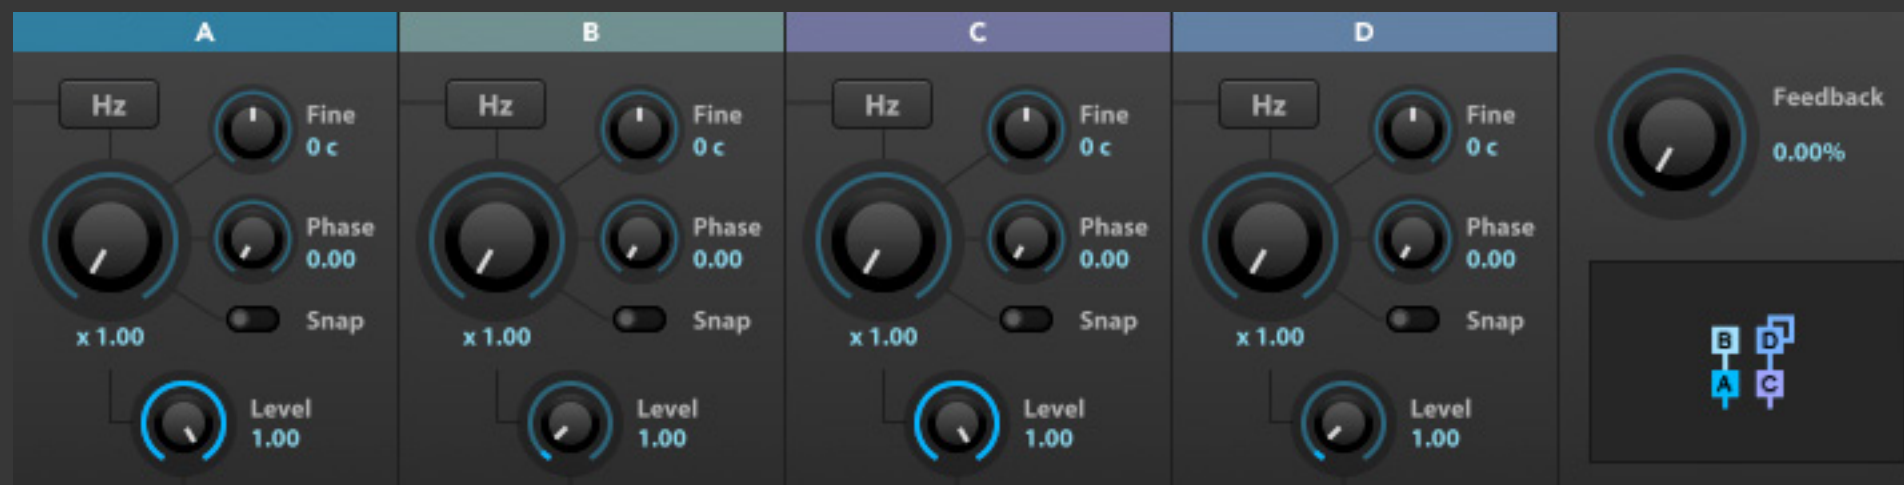 A
B
C
D
Hz
Fine
0 c
Phase
0.00
Snap
x 1.00
Level
1.00
Hz
Fine
0 c
Phase
0.00
Snap
x 1.00
Level
1.00
Hz
Fine
0 c
Phase
0.00
Snap
x 1.00
Level
1.00
Hz
Fine
0 c
Phase
0.00
Snap
x 1.00
Level
1.00
Feedback
0.00%
B D
A C